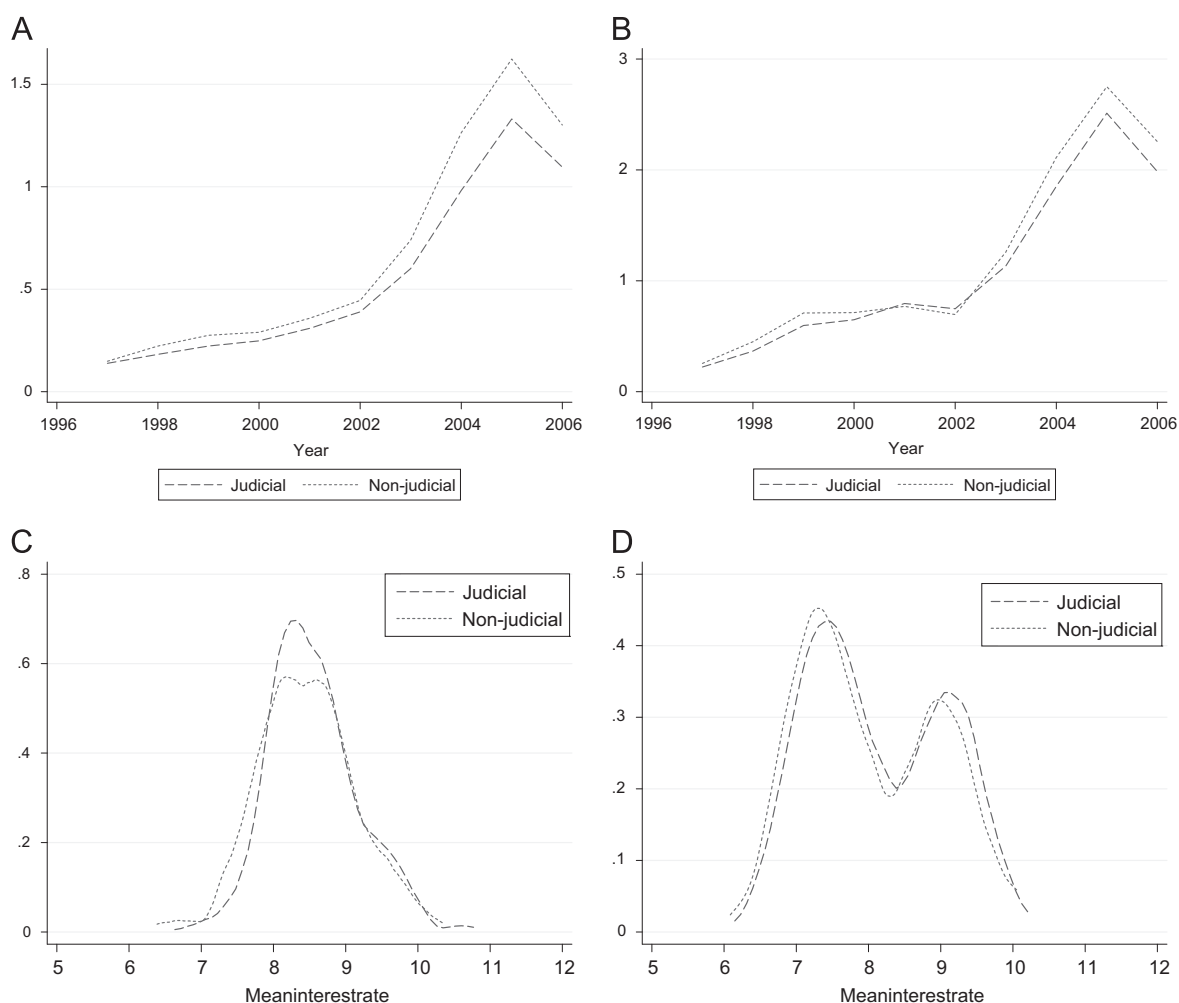 A
1.5
1
.5
0
1996 1998 2000 2002 2004 2006
Year
Judicial Non-judicial
B
3
2
1
0
1996 1998 2000 2002 2004 2006
Year
Judicial Non-judicial
C
.8
.6
.4
.2
0
Judicial
Non-judicial
5 6 7 8 9 10 11 12
Meaninterestrate
D
.5
.4
.3
.2
.1
0
Judicial
Non-judicial
5 6 7 8 9 10 11 12
Meaninterestrate